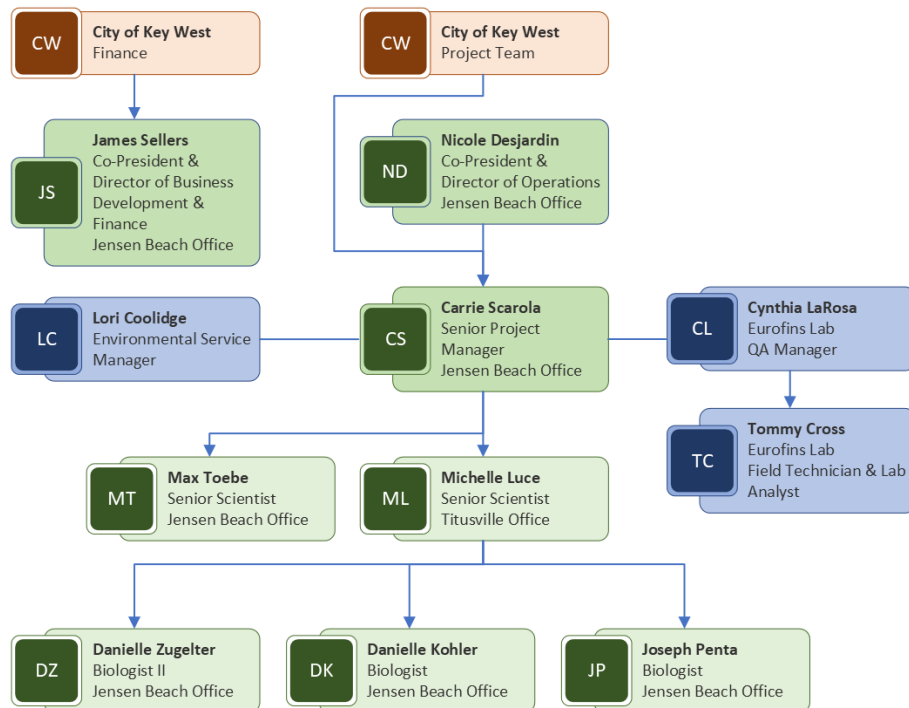 CW
City of Key West
Finance
CW
City of Key West
Project Team
JS
James Sellers
Co-President &
Director of Business
Development &
Finance
Jensen Beach Office
ND
Nicole Desjardin
Co-President &
Director of Operations
Jensen Beach Office
LC
Lori Coolidge
Environmental Service
Manager
CS
Carrie Scarola
Senior Project
Manager
Jensen Beach Office
CL
Cynthia LaRosa
Eurofins Lab
QA Manager
TC
Tommy Cross
Eurofins Lab
Field Technician & Lab
Analyst
MT
Max Toebe
Senior Scientist
Jensen Beach Office
ML
Michelle Luce
Senior Scientist
Titusville Office
DZ
Danielle Zugelter
Biologist II
Jensen Beach Office
DK
Danielle Kohler
Biologist
Jensen Beach Office
JP
Joseph Penta
Biologist
Jensen Beach Office